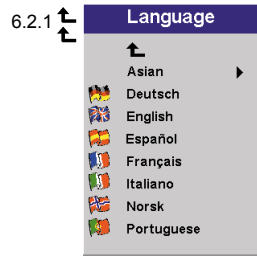 6.2.1
Language
Asian
Deutsch
English
Español
Français
Italiano
Norsk
Portuguese